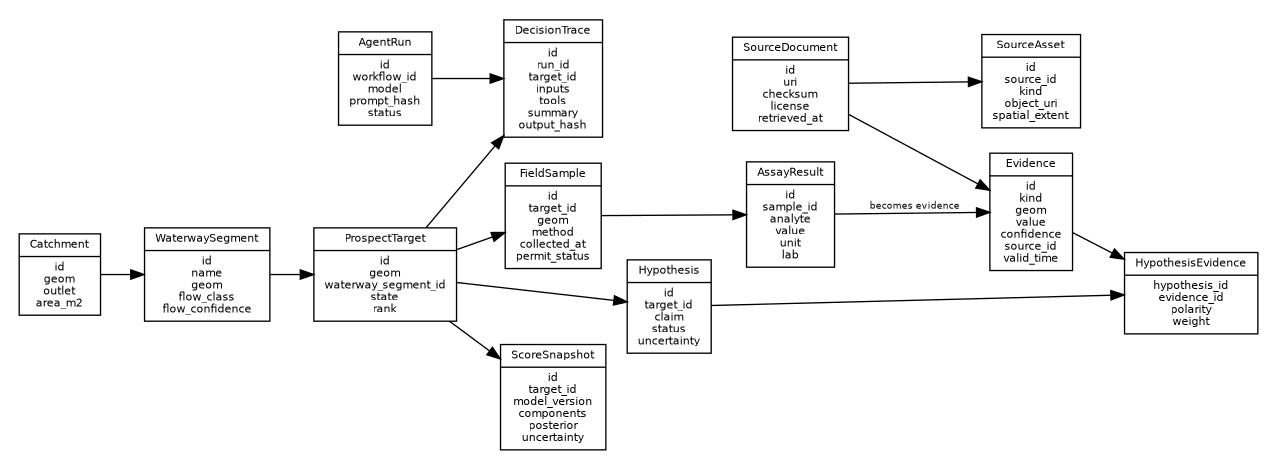 AgentRun
id
workflow_id
model
prompt_hash
status
DecisionTrace
id
run_id
target_id
inputs
tools
summary
output_hash
SourceDocument
id
uri
checksum
license
retrieved_at
SourceAsset
id
source_id
kind
object_uri
spatial_extent
FieldSample
id
target_id
geom
method
collected_at
permit_status
AssayResult
id
sample_id
analyte
value
unit
lab
becomes evidence
Evidence
id
kind
geom
value
confidence
source_id
valid_time
Catchment
id
geom
outlet
area_m2
WaterwaySegment
id
name
geom
flow_class
flow_confidence
ProspectTarget
id
geom
waterway_segment_id
state
rank
Hypothesis
id
target_id
claim
status
uncertainty
HypothesisEvidence
hypothesis_id
evidence_id
polarity
weight
ScoreSnapshot
id
target_id
model_version
components
posterior
uncertainty